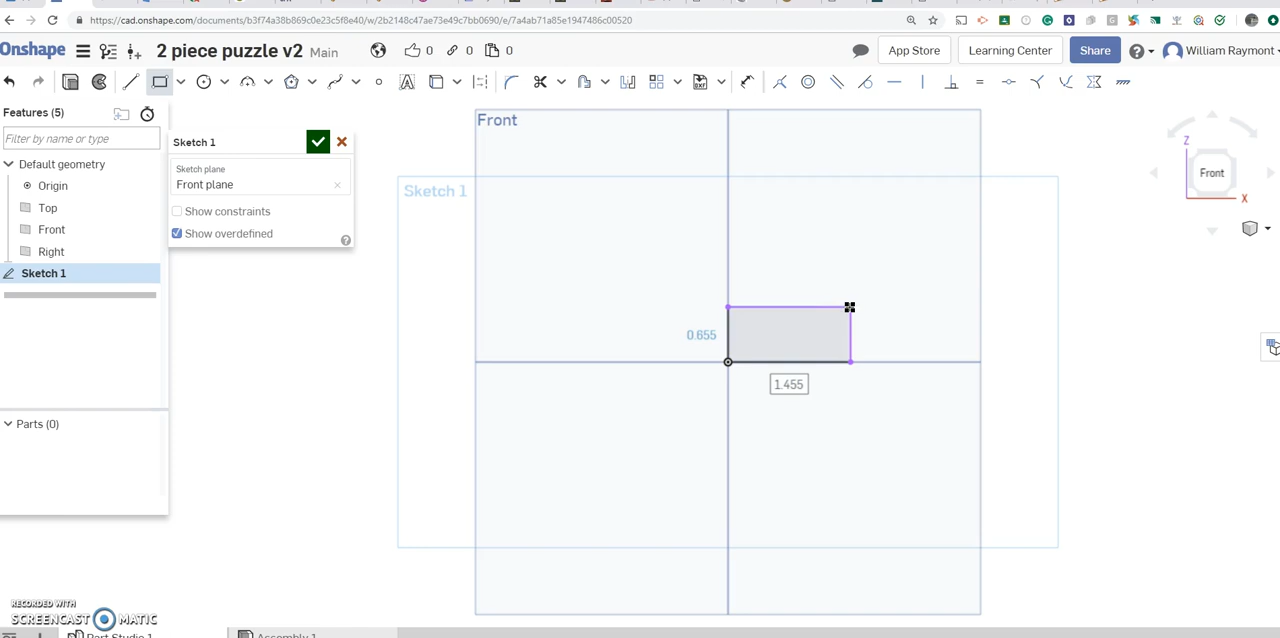 https://cad.onshape.com/documents/b3f74a38b869c0e23c5f8e40/w/2b2148c47ae73e49c7bb0690/e/7a4ab71a85e1947486c00520
Onshape
2 piece puzzle v2 Main
0
0
0
App Store
Learning Center
Share
William Raymont
Features (5)
Filter by name or type
Default geometry
Origin
Top
Front
Right
Sketch 1
Parts (0)
Sketch 1
Sketch plane
Front plane
Show constraints
Show overdefined
Front
Sketch 1
0.655
1.455
Z
Front
X
RECORDED WITH
SCREENCAST MATIC
Part Studio 1
Assembly 1